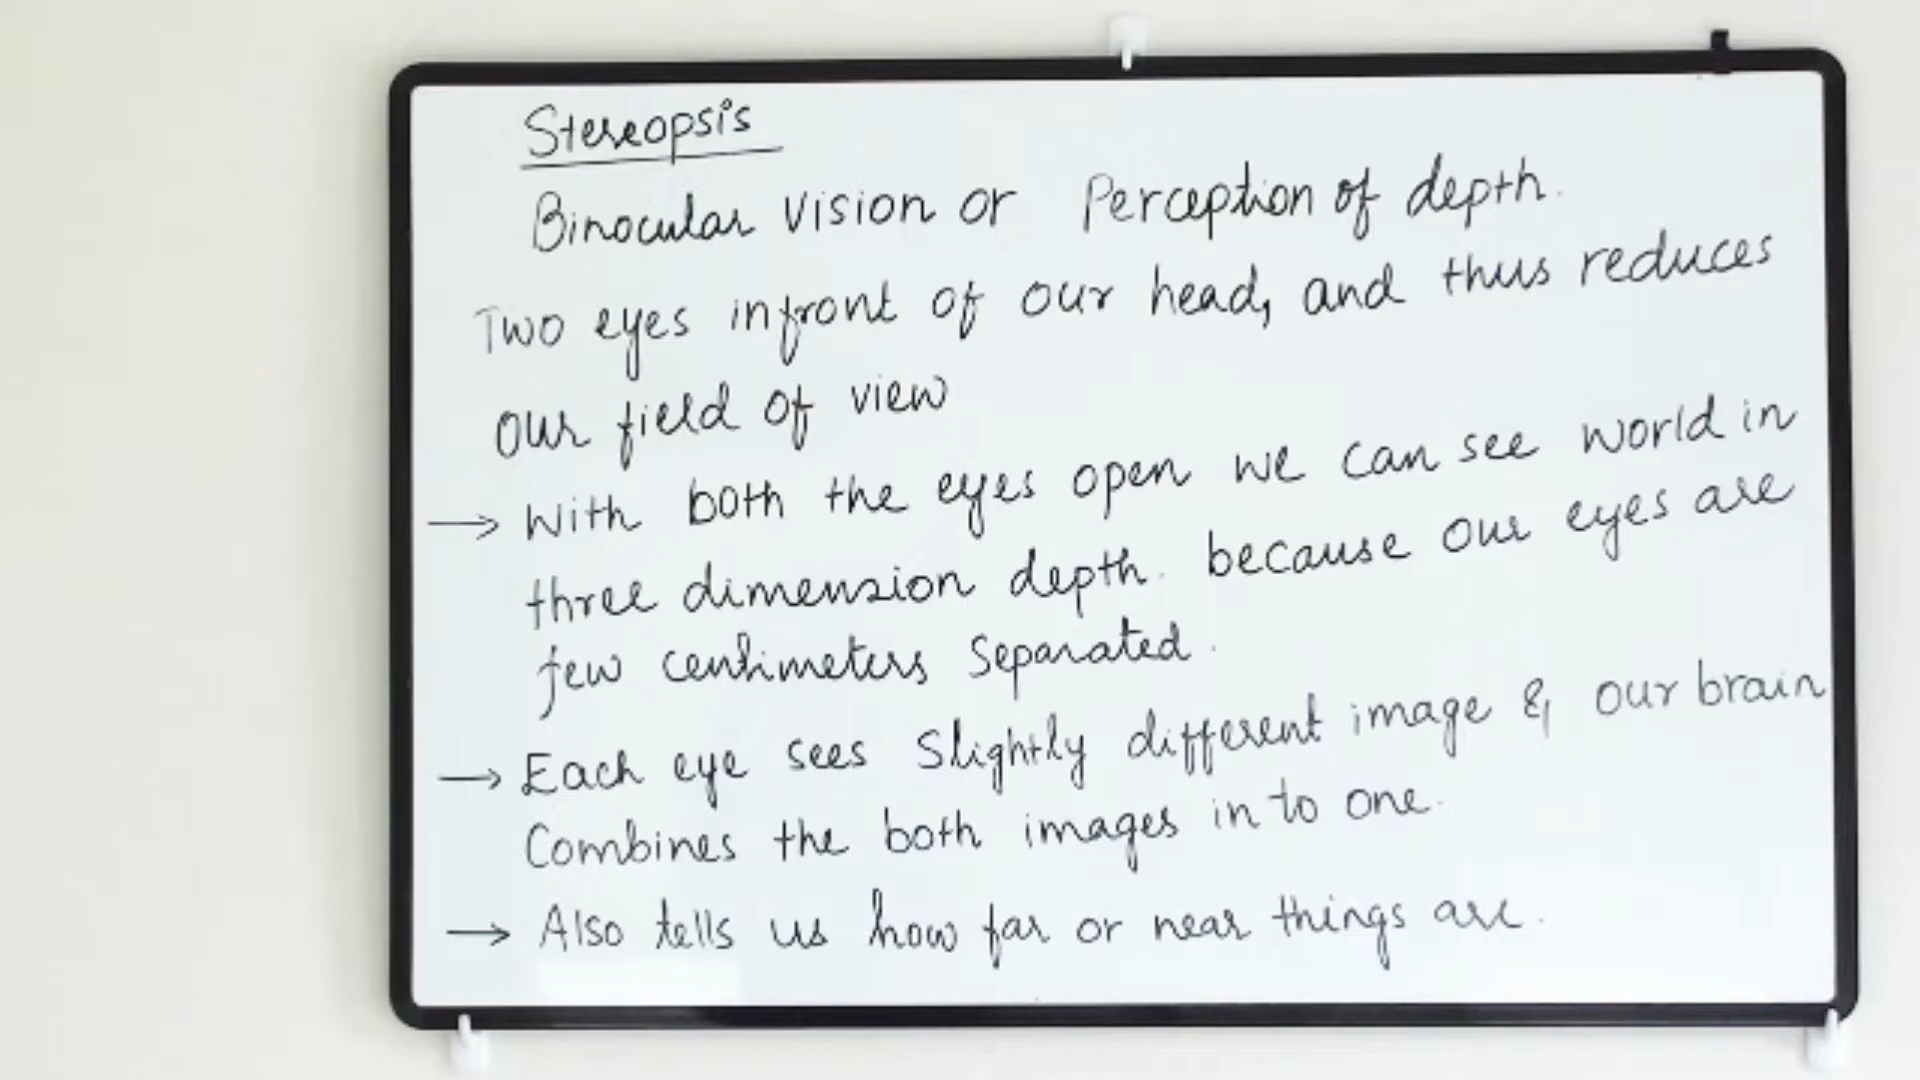 Stereopsis
Binocular vision or Perception of depth.
Two eyes infront of our head, and thus reduces
our field of view
→ With both the eyes open we can see world in
three dimension depth. because our eyes are
few centimeters separated.
→ Each eye sees slightly different image & our brain
Combines the both images in to one.
→ Also tells us how far or near things are.